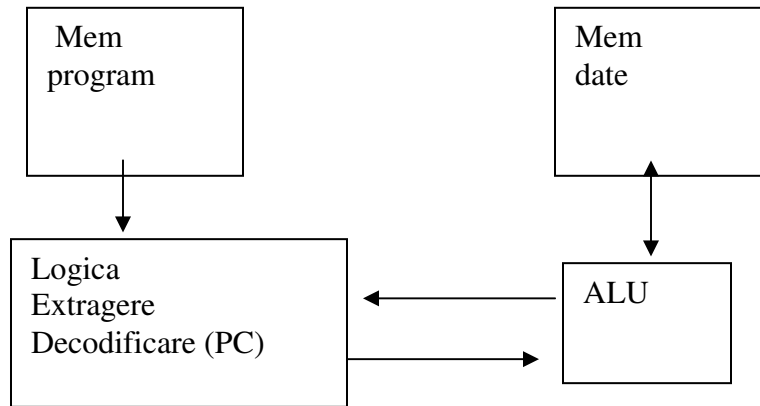 Mem
program
Mem
date
Logica
Extragere
Decodificare (PC)
ALU